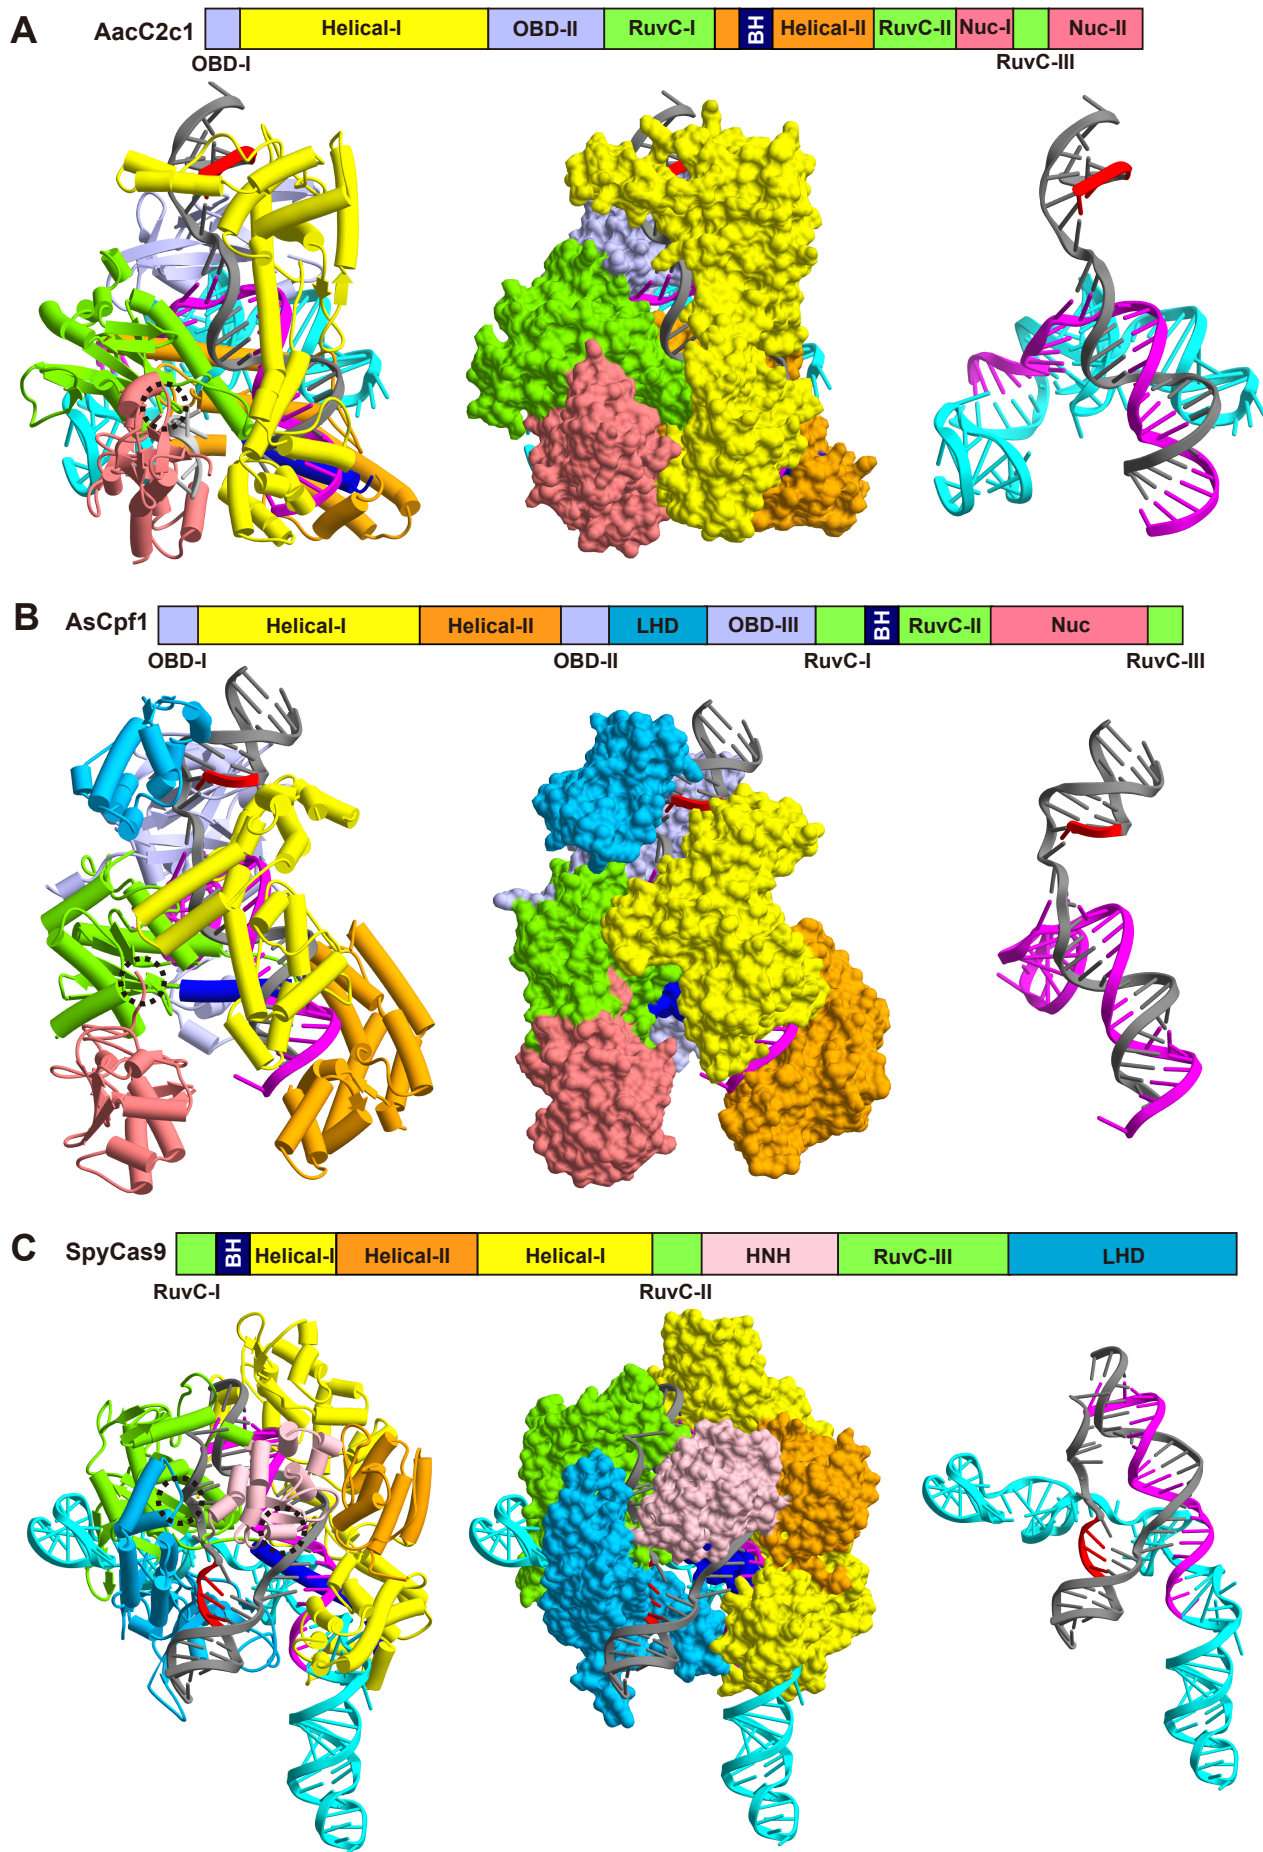 A AacC2c1 Helical-I OBD-II RuvC-I BH Helical-II RuvC-II Nuc-I Nuc-II
OBD-I RuvC-III
B AsCpf1 Helical-I Helical-II LHD OBD-III BH RuvC-II Nuc
OBD-I OBD-II RuvC-I RuvC-III
C SpyCas9 BH Helical-I Helical-II Helical-I HNH RuvC-III LHD
RuvC-I RuvC-II